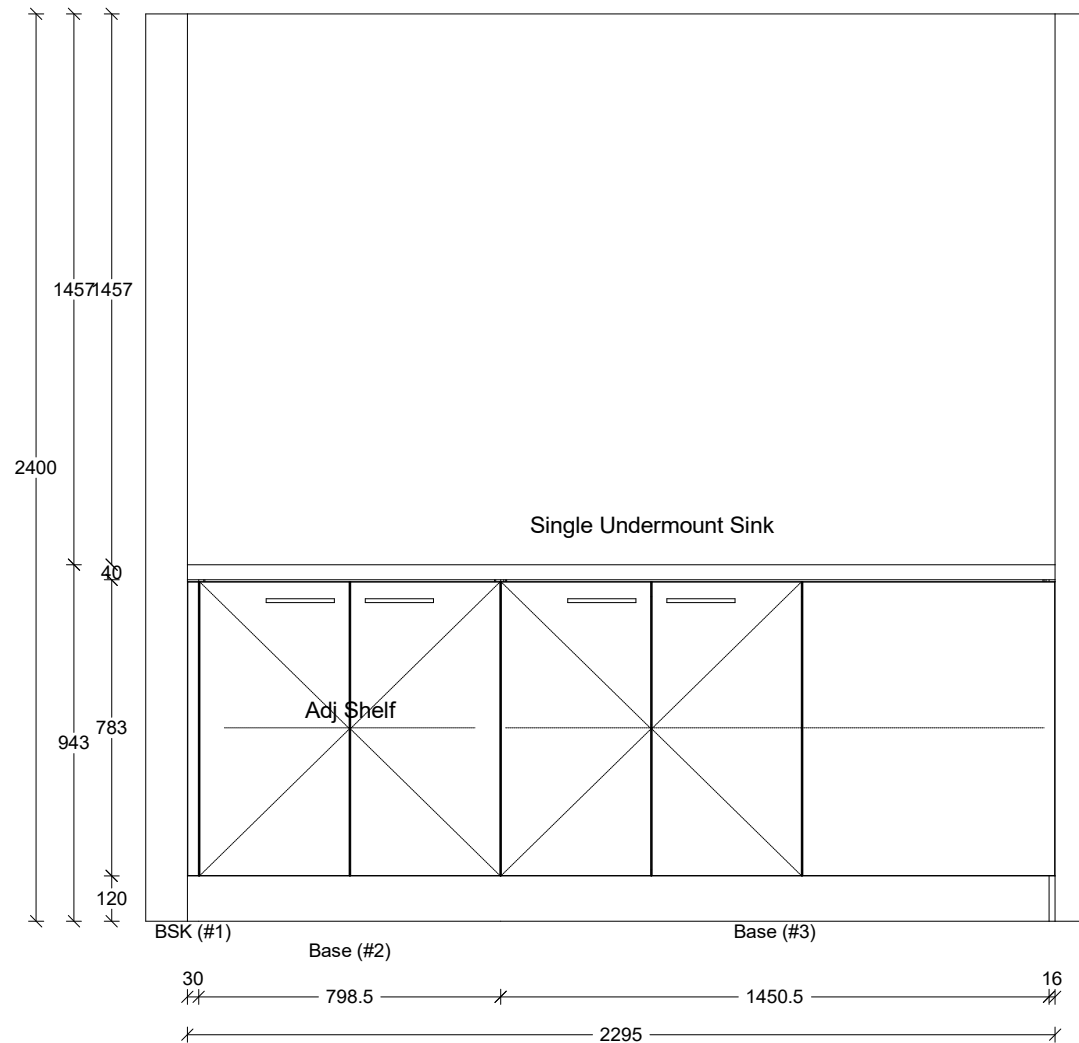 1457
1457
2400
Single Undermount Sink
40
Adj Shelf
783
943
120
BSK (#1)
Base (#2)
Base (#3)
30
798.5
1450.5
16
2295